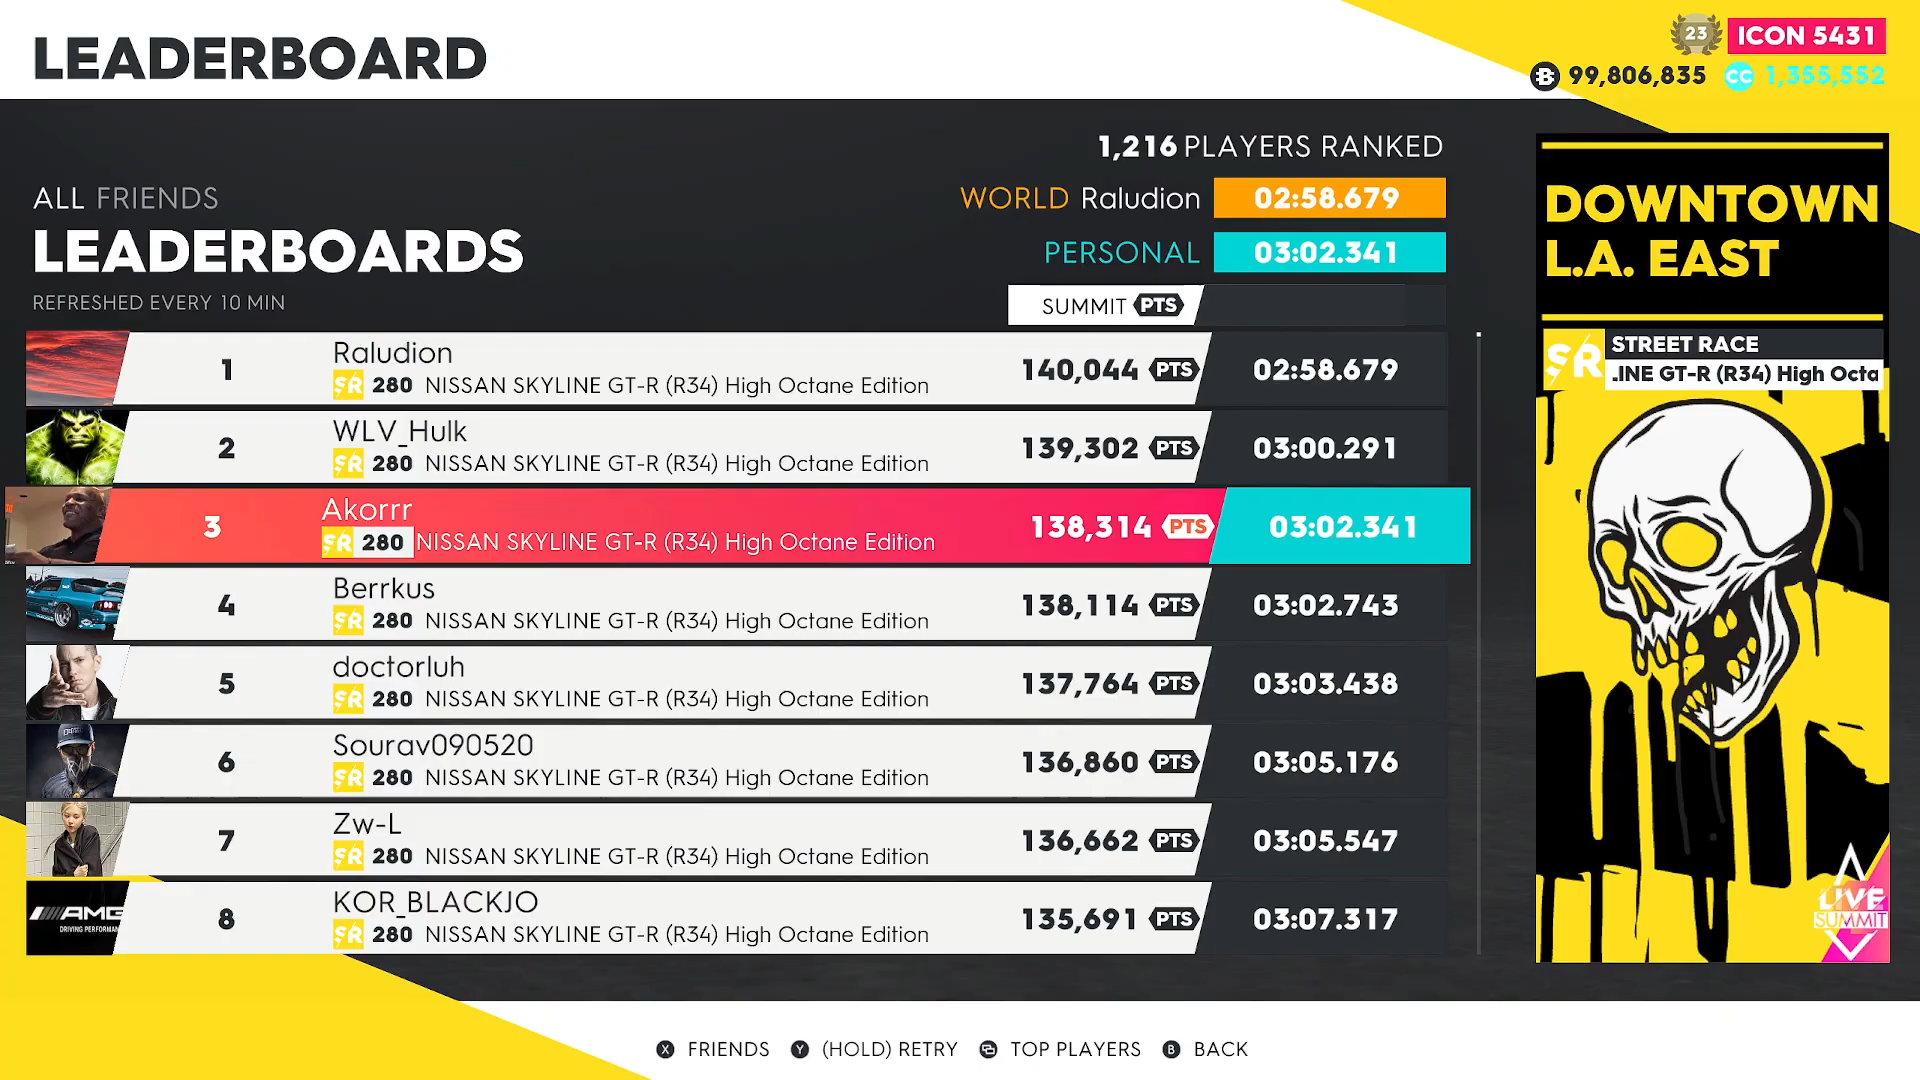 LEADERBOARD
23 ICON 5431
99,806,835 CC 1,355,552
1,216 PLAYERS RANKED
ALL FRIENDS
WORLD Raludion 02:58.679
LEADERBOARDS
PERSONAL 03:02.341
REFRESHED EVERY 10 MIN
SUMMIT PTS
1 Raludion 140,044 PTS 02:58.679
SR 280 NISSAN SKYLINE GT-R (R34) High Octane Edition
2 WLV_Hulk 139,302 PTS 03:00.291
SR 280 NISSAN SKYLINE GT-R (R34) High Octane Edition
3 Akorrr 138,314 PTS 03:02.341
SR 280 NISSAN SKYLINE GT-R (R34) High Octane Edition
4 Berrkus 138,114 PTS 03:02.743
SR 280 NISSAN SKYLINE GT-R (R34) High Octane Edition
5 doctorluh 137,764 PTS 03:03.438
SR 280 NISSAN SKYLINE GT-R (R34) High Octane Edition
6 Sourav090520 136,860 PTS 03:05.176
SR 280 NISSAN SKYLINE GT-R (R34) High Octane Edition
7 Zw-L 136,662 PTS 03:05.547
SR 280 NISSAN SKYLINE GT-R (R34) High Octane Edition
8 KOR_BLACKJO 135,691 PTS 03:07.317
SR 280 NISSAN SKYLINE GT-R (R34) High Octane Edition
AMG
DRIVING PERFORMAN
DOWNTOWN
L.A. EAST
SR STREET RACE
.INE GT-R (R34) High Octa
LIVE
SUMMIT
X FRIENDS Y (HOLD) RETRY TOP PLAYERS B BACK